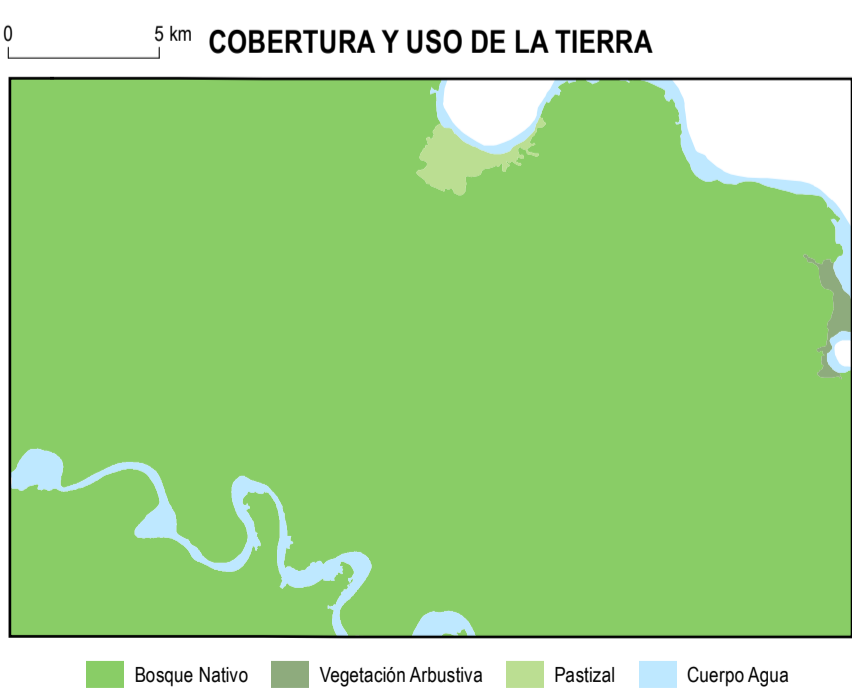 0 5 km
COBERTURA Y USO DE LA TIERRA
Bosque Nativo Vegetación Arbustiva Pastizal Cuerpo Agua